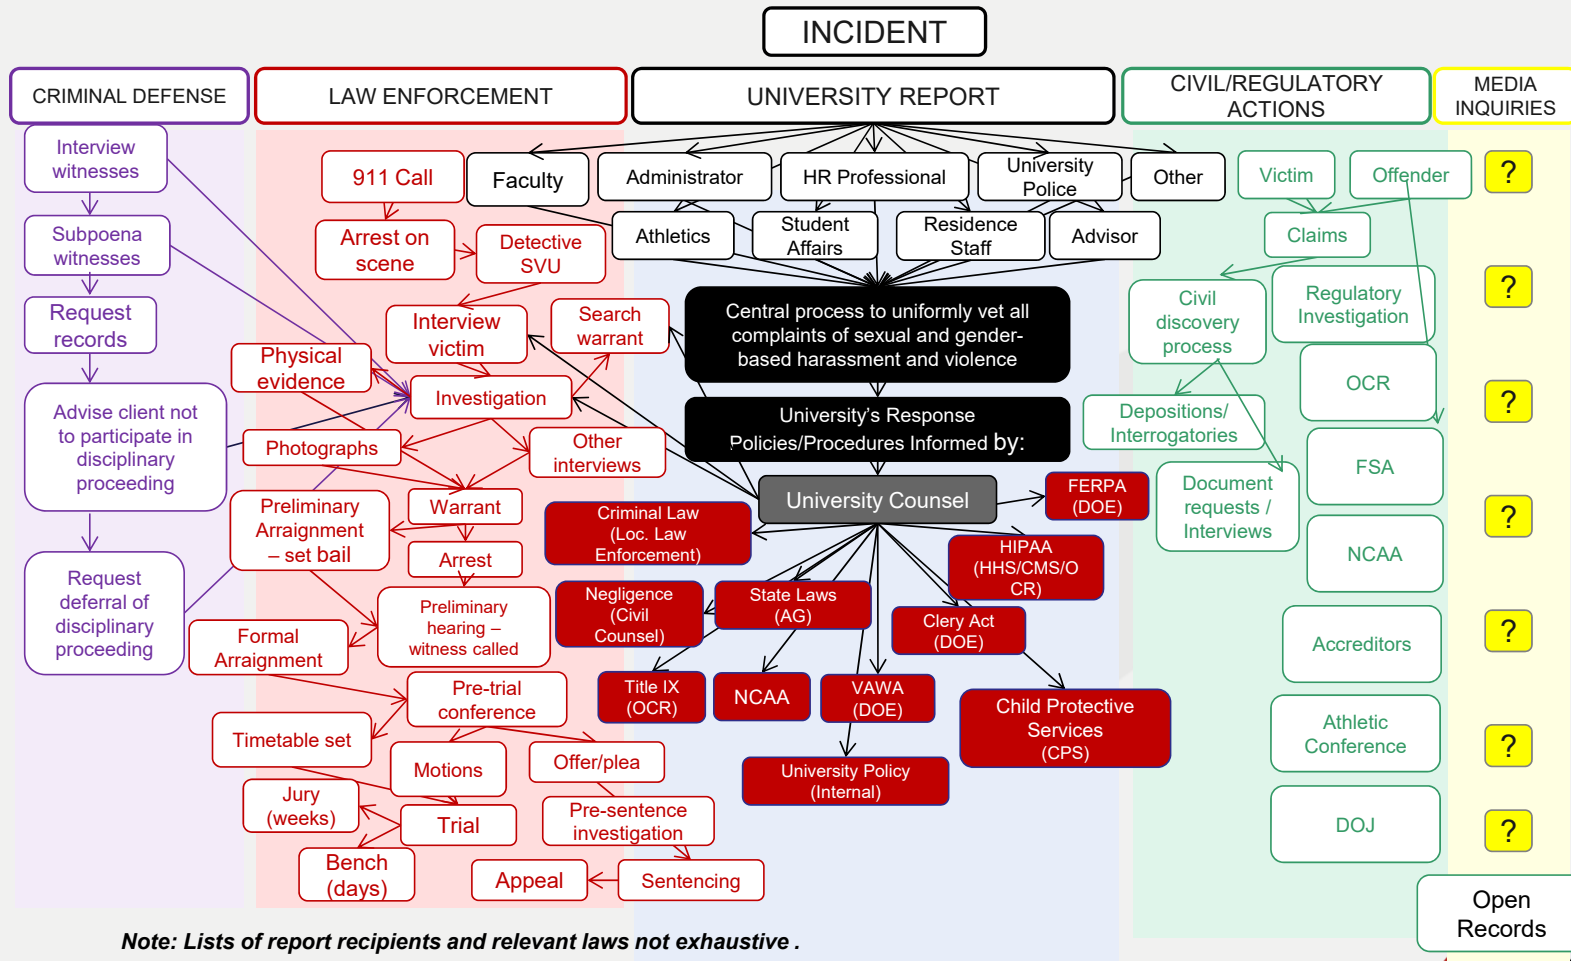 INCIDENT
CRIMINAL DEFENSE
LAW ENFORCEMENT
UNIVERSITY REPORT
CIVIL/REGULATORY
ACTIONS
MEDIA
INQUIRIES
Interview
witnesses
Subpoena
witnesses
Request
records
Advise client not
to participate in
disciplinary
proceeding
Request
deferral of
disciplinary
proceeding
911 Call
Arrest on
scene
Detective
SVU
Interview
victim
Search
warrant
Physical
evidence
Investigation
Photographs
Other
interviews
Warrant
Preliminary
Arraignment
– set bail
Arrest
Preliminary
hearing –
witness called
Formal
Arraignment
Pre-trial
conference
Timetable set
Motions
Offer/plea
Jury
(weeks)
Trial
Pre-sentence
investigation
Bench
(days)
Appeal
Sentencing
Faculty
Administrator
HR Professional
University
Police
Other
Athletics
Student
Affairs
Residence
Staff
Advisor
Central process to uniformly vet all
complaints of sexual and gender-
based harassment and violence
University's Response
Policies/Procedures Informed by:
University Counsel
FERPA
(DOE)
Criminal Law
(Loc. Law
Enforcement)
HIPAA
(HHS/CMS/O
CR)
Negligence
(Civil
Counsel)
State Laws
(AG)
Clery Act
(DOE)
Title IX
(OCR)
NCAA
VAWA
(DOE)
Child Protective
Services
(CPS)
University Policy
(Internal)
Victim
Offender
Claims
Civil
discovery
process
Regulatory
Investigation
OCR
Depositions/
Interrogatories
FSA
Document
requests /
Interviews
NCAA
Accreditors
Athletic
Conference
DOJ
?
?
?
?
?
?
?
Open
Records
Note: Lists of report recipients and relevant laws not exhaustive .